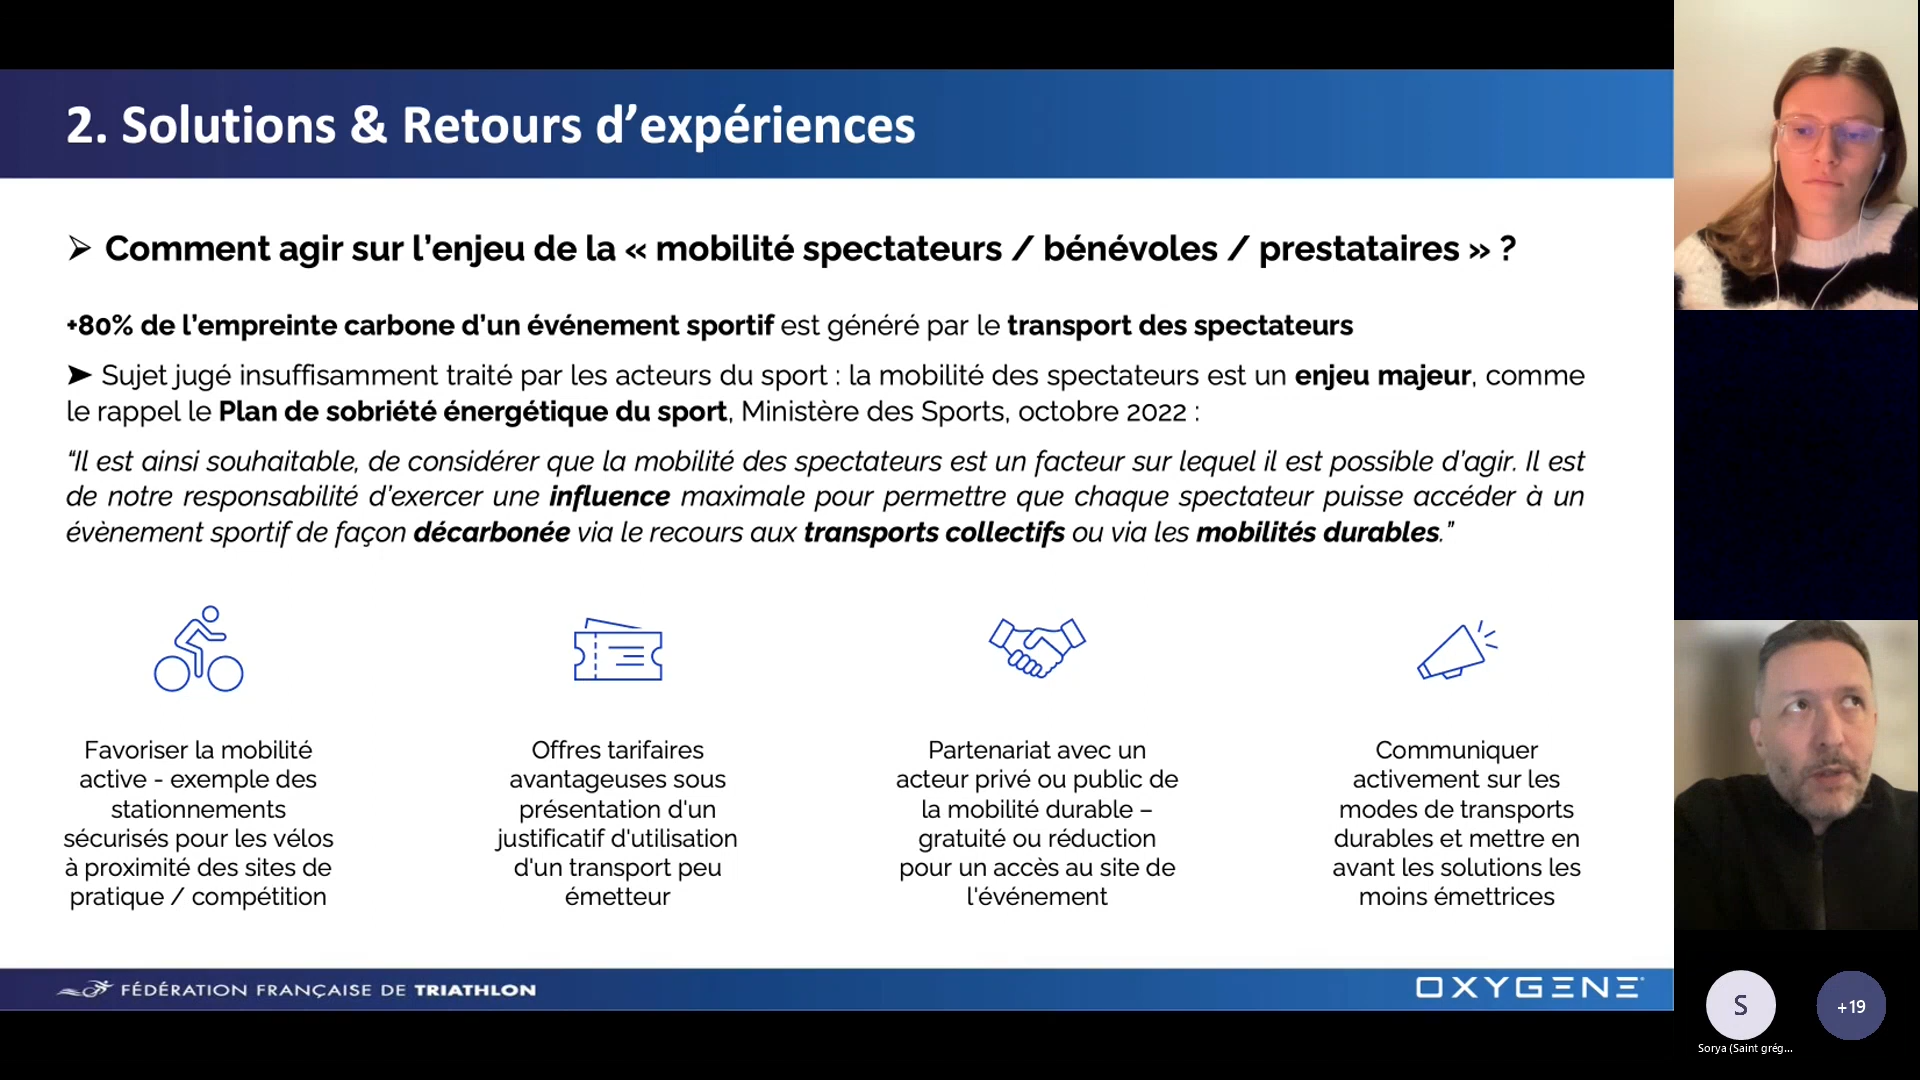 2. Solutions & Retours d’expériences
➢ Comment agir sur l’enjeu de la « mobilité spectateurs / bénévoles / prestataires » ?
+80% de l’empreinte carbone d’un événement sportif est généré par le transport des spectateurs
➤ Sujet jugé insuffisamment traité par les acteurs du sport : la mobilité des spectateurs est un enjeu majeur, comme
le rappel le Plan de sobriété énergétique du sport, Ministère des Sports, octobre 2022 :
“Il est ainsi souhaitable, de considérer que la mobilité des spectateurs est un facteur sur lequel il est possible d’agir. Il est
de notre responsabilité d’exercer une influence maximale pour permettre que chaque spectateur puisse accéder à un
évènement sportif de façon décarbonée via le recours aux transports collectifs ou via les mobilités durables.”
Favoriser la mobilité
active - exemple des
stationnements
sécurisés pour les vélos
à proximité des sites de
pratique / compétition
Offres tarifaires
avantageuses sous
présentation d'un
justificatif d'utilisation
d'un transport peu
émetteur
Partenariat avec un
acteur privé ou public de
la mobilité durable –
gratuité ou réduction
pour un accès au site de
l'événement
Communiquer
activement sur les
modes de transports
durables et mettre en
avant les solutions les
moins émettrices
FÉDÉRATION FRANÇAISE DE TRIATHLON
OXYGENE
S
+19
Sorya (Saint grég...